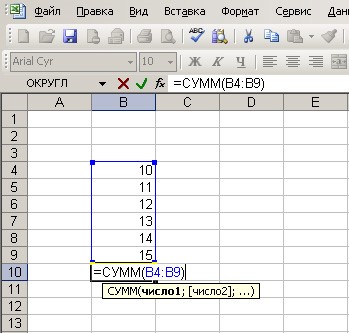 Файл Правка Вид Вставка Формат Сервис Дан
Arial Cyr 10 Ж К Ч
ОКРУГЛ =СУММ(B4:B9)
A B C D E
1
2
3
4 10
5 11
6 12
7 13
8 14
9 15
10 =СУММ(B4:B9)
11 СУММ(число1; [число2]; ...)
12
13